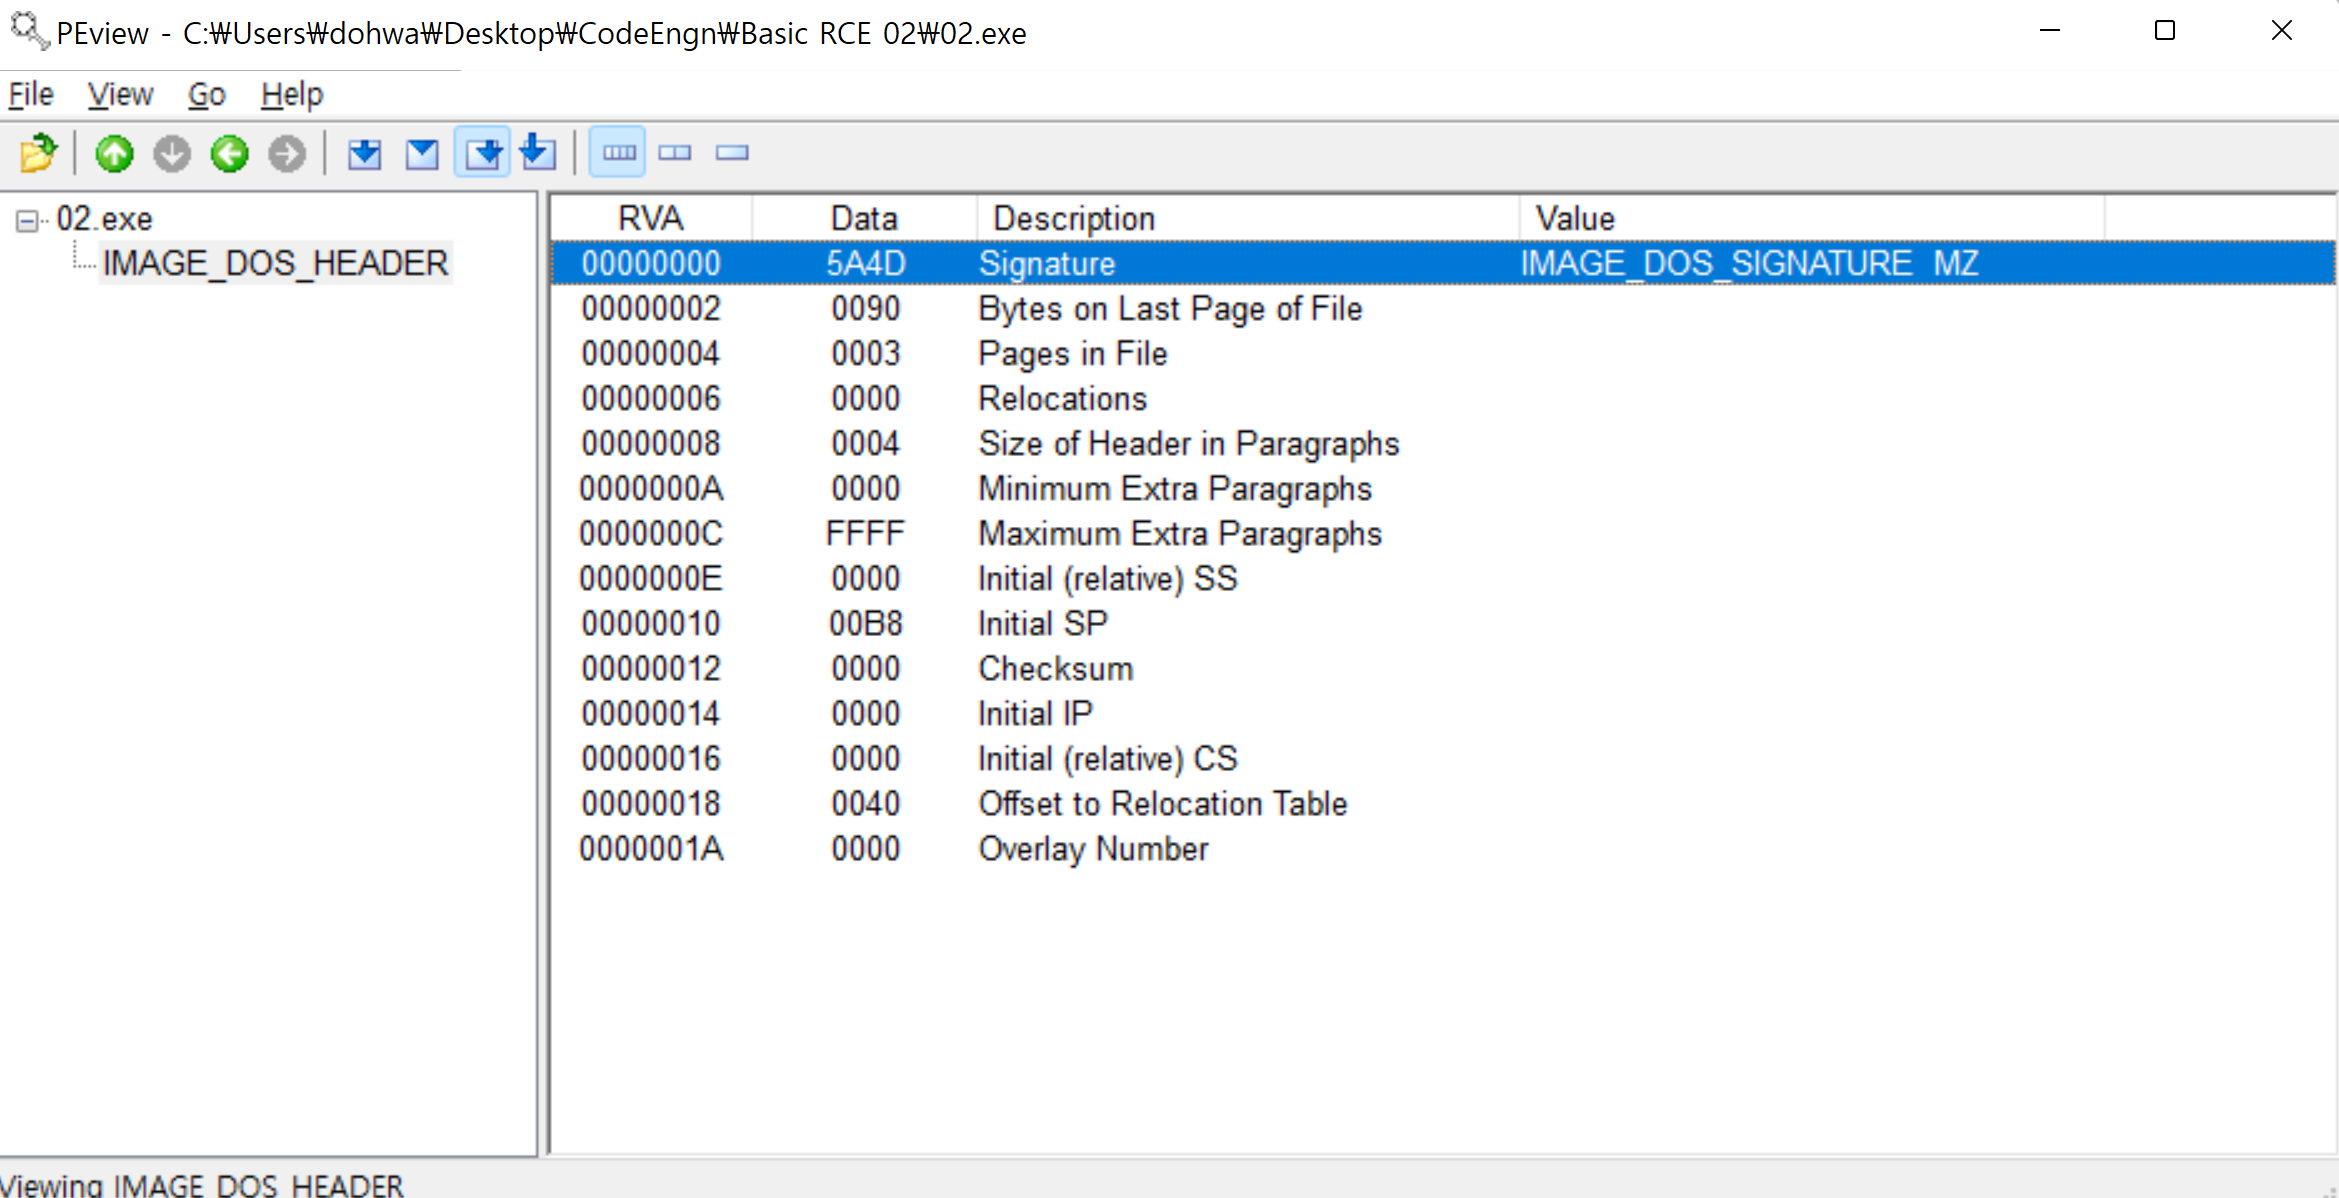 PEview - C:₩Users₩dohwa₩Desktop₩CodeEngn₩Basic RCE 02₩02.exe
File View Go Help
02.exe
IMAGE_DOS_HEADER
RVA Data Description Value
00000000 5A4D Signature IMAGE_DOS_SIGNATURE MZ
00000002 0090 Bytes on Last Page of File
00000004 0003 Pages in File
00000006 0000 Relocations
00000008 0004 Size of Header in Paragraphs
0000000A 0000 Minimum Extra Paragraphs
0000000C FFFF Maximum Extra Paragraphs
0000000E 0000 Initial (relative) SS
00000010 00B8 Initial SP
00000012 0000 Checksum
00000014 0000 Initial IP
00000016 0000 Initial (relative) CS
00000018 0040 Offset to Relocation Table
0000001A 0000 Overlay Number
Viewing IMAGE_DOS_HEADER